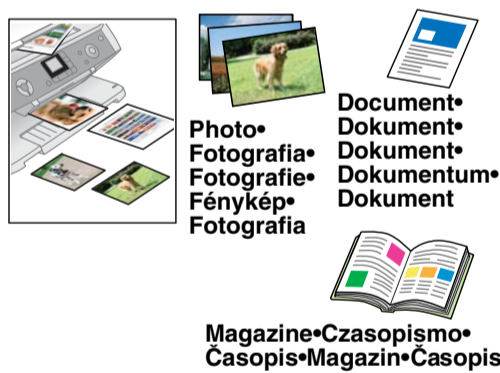 Photo•
Fotografia•
Fotografie•
Fénykép•
Fotografia
Document•
Dokument•
Dokument•
Dokumentum•
Dokument
Magazine•Czasopismo•
Časopis•Magazin•Časopis